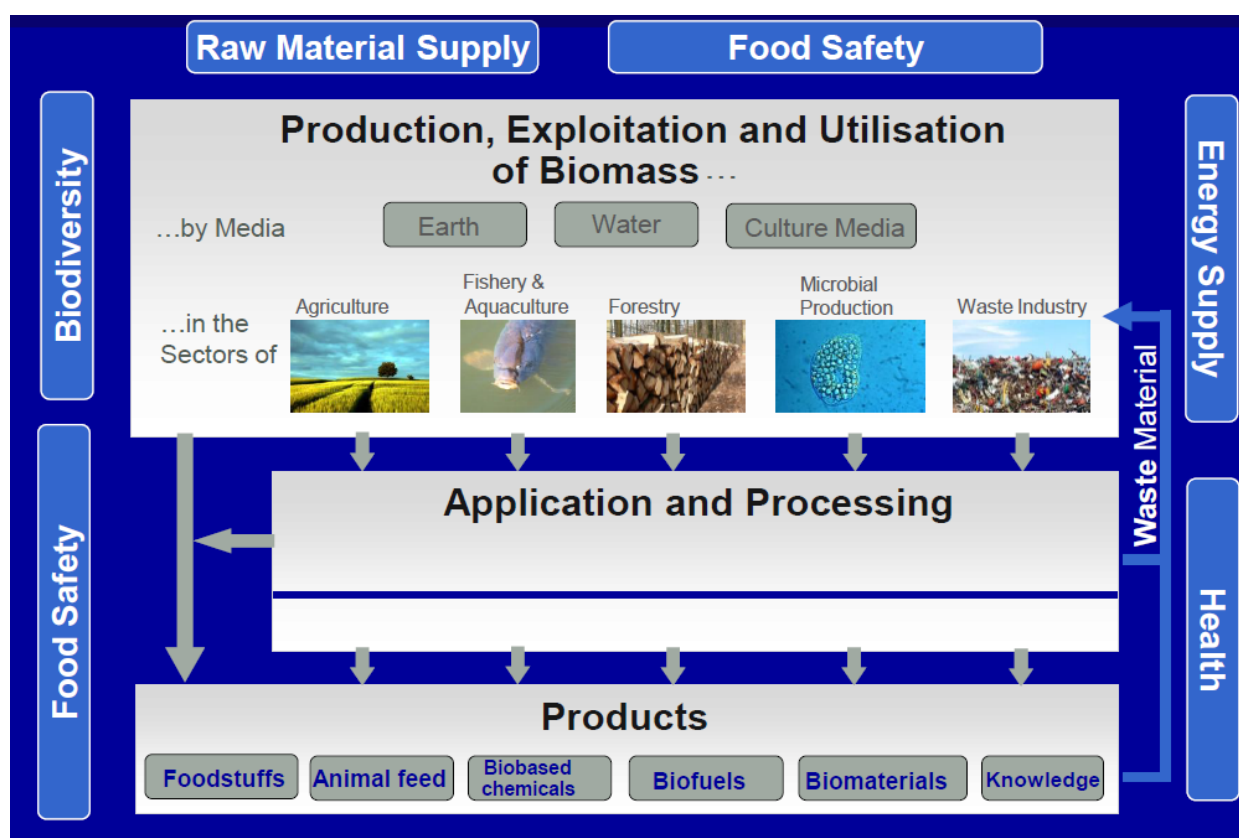 Raw Material Supply
Food Safety
Biodiversity
Food Safety
Energy Supply
Health
Production, Exploitation and Utilisation
of Biomass ...
...by Media
Earth
Water
Culture Media
...in the
Sectors of
Agriculture
Fishery &
Aquaculture
Forestry
Microbial
Production
Waste Industry
Waste Material
Application and Processing
Products
Foodstuffs
Animal feed
Biobased
chemicals
Biofuels
Biomaterials
Knowledge